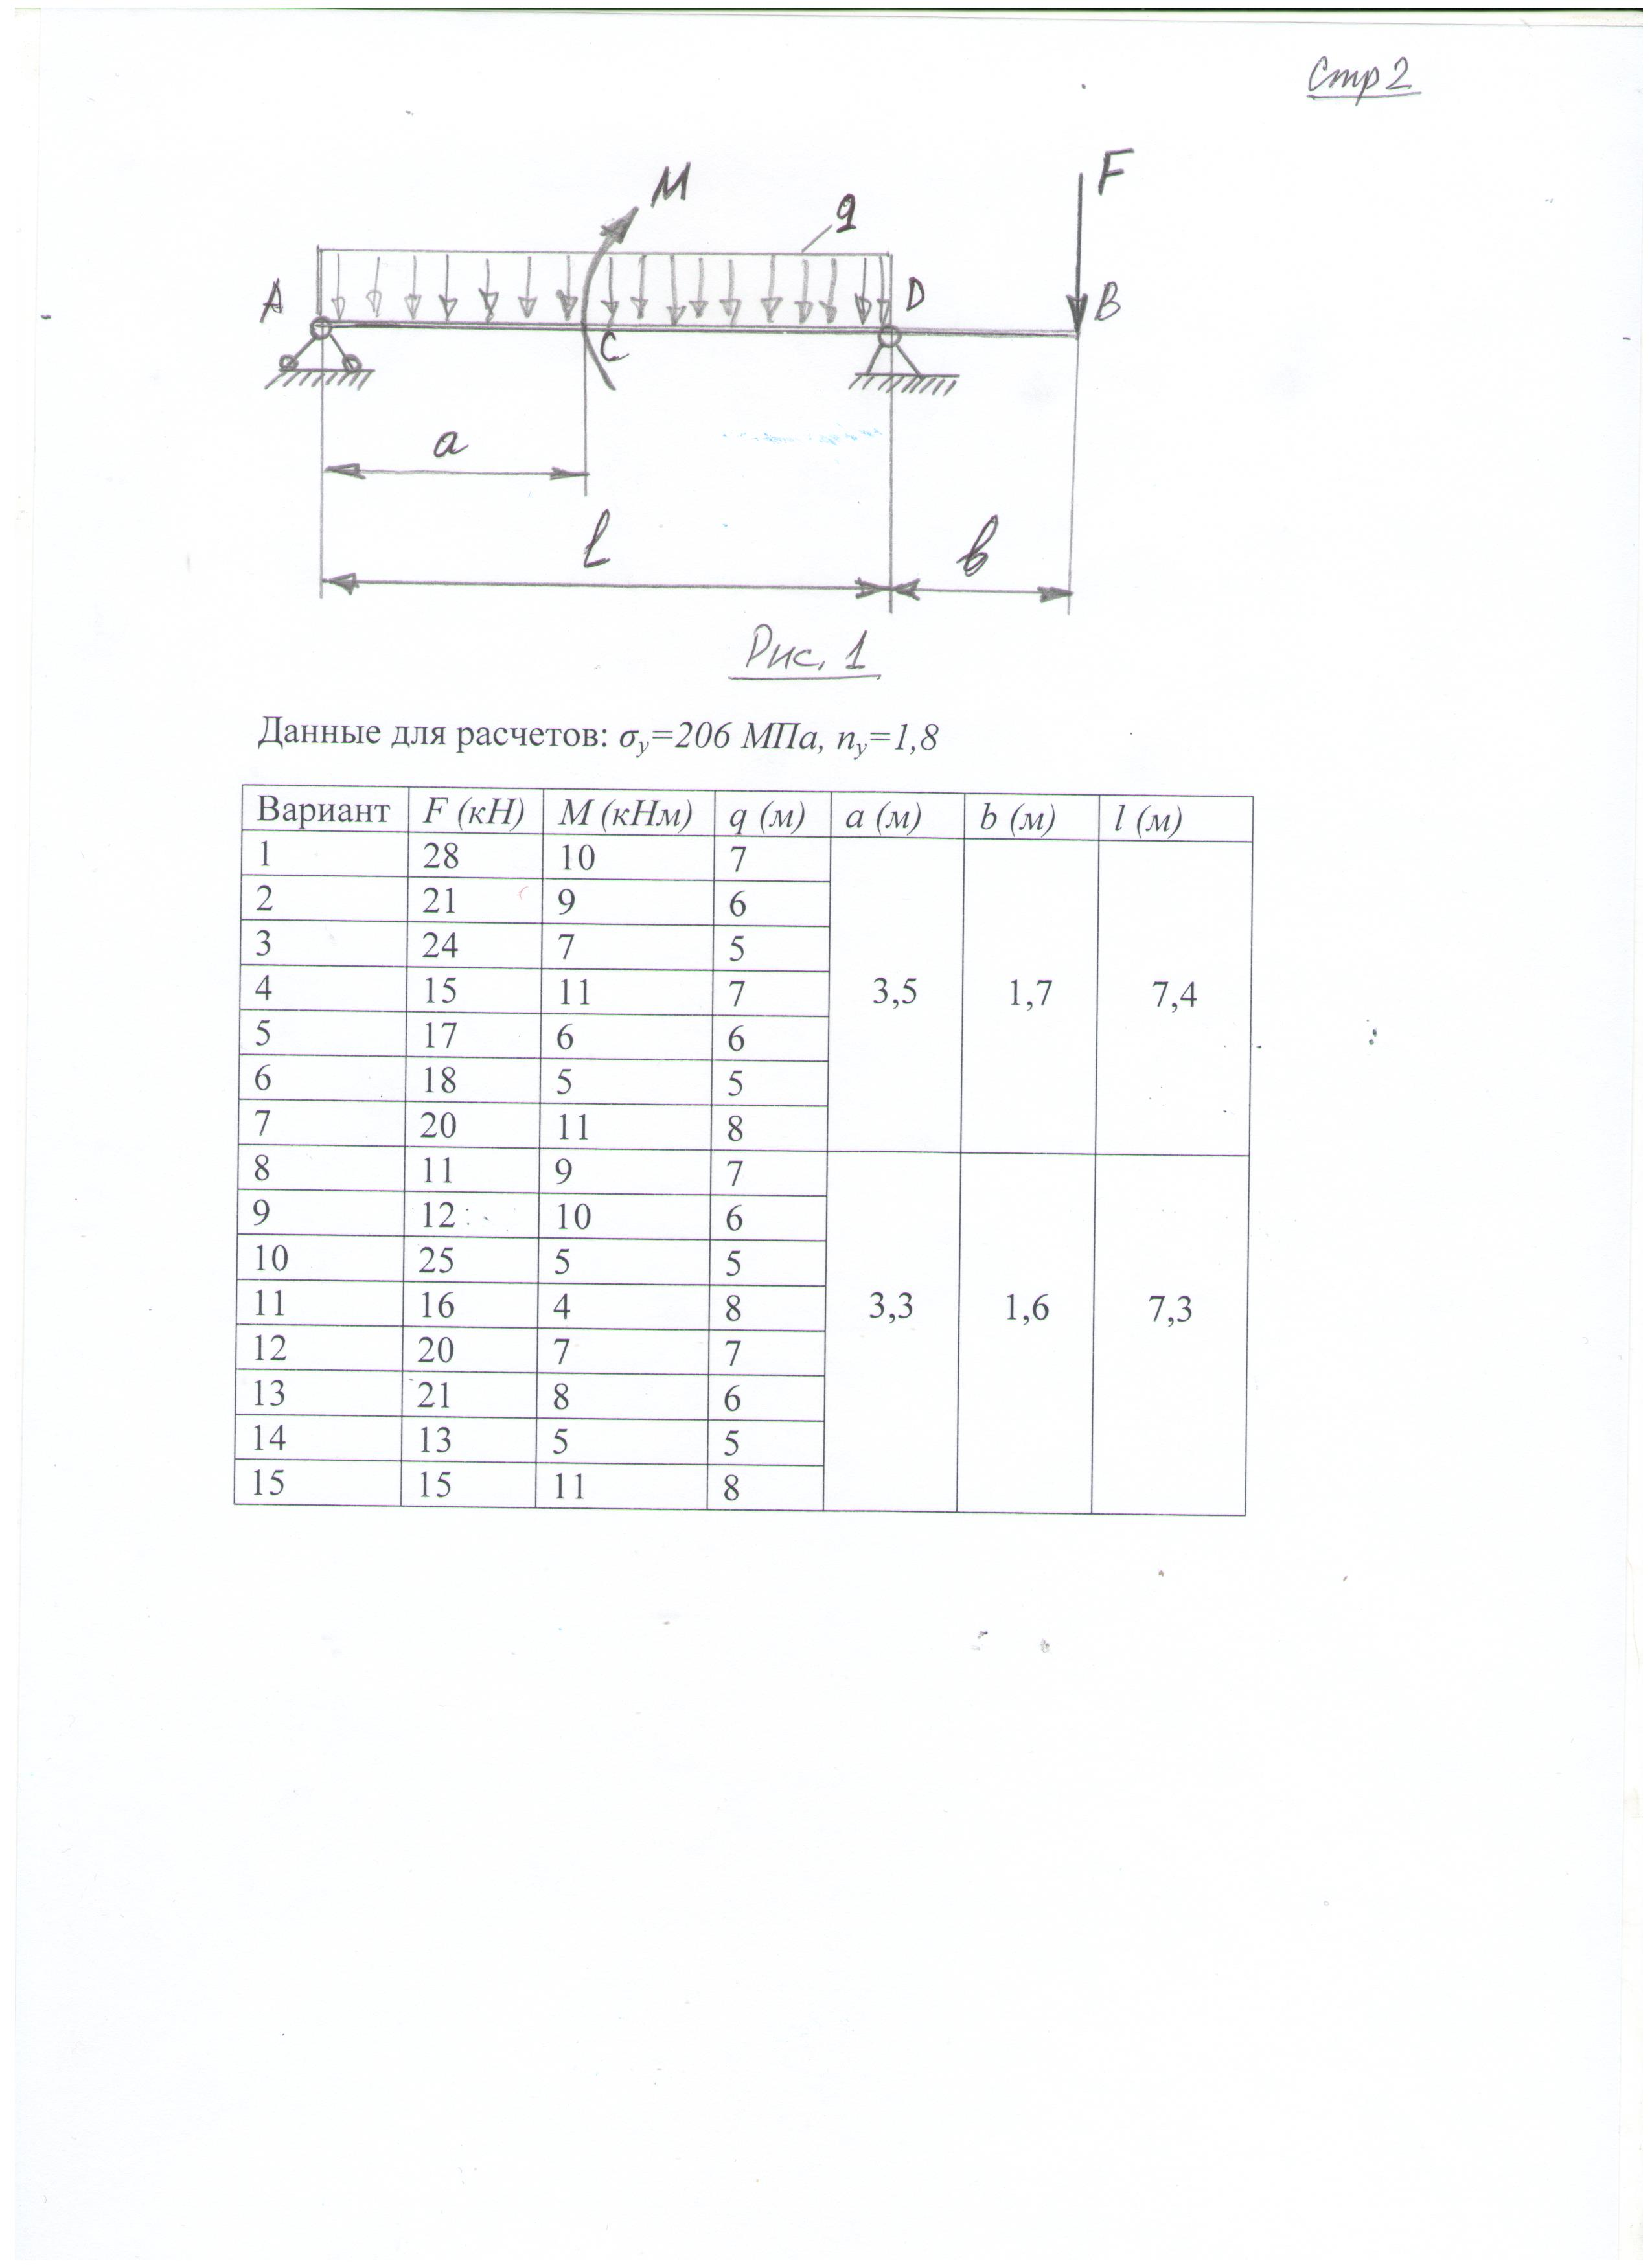 Стр 2
M
F
q
A
D
B
C
a
l
b
Рис. 1
Данные для расчетов: σy=206 МПа, ny=1,8
Вариант F (кН) M (кНм) q (м) a (м) b (м) l (м)
1 28 10 7
2 21 9 6
3 24 7 5
4 15 11 7 3,5 1,7 7,4
5 17 6 6
6 18 5 5
7 20 11 8
8 11 9 7
9 12 10 6
10 25 5 5
11 16 4 8 3,3 1,6 7,3
12 20 7 7
13 21 8 6
14 13 5 5
15 15 11 8